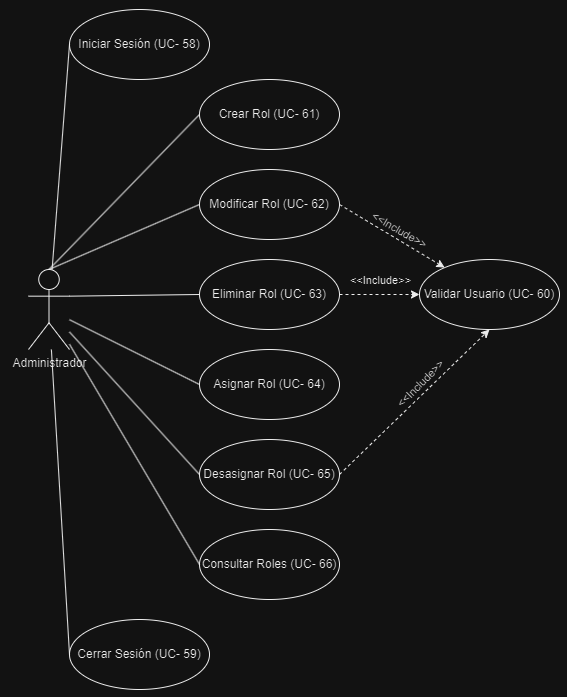 Iniciar Sesión (UC- 58)
Crear Rol (UC- 61)
Modificar Rol (UC- 62)
<<Include>>
Eliminar Rol (UC- 63)
<<Include>>
Validar Usuario (UC- 60)
Administrador
Asignar Rol (UC- 64)
<<Include>>
Desasignar Rol (UC- 65)
Consultar Roles (UC- 66)
Cerrar Sesión (UC- 59)